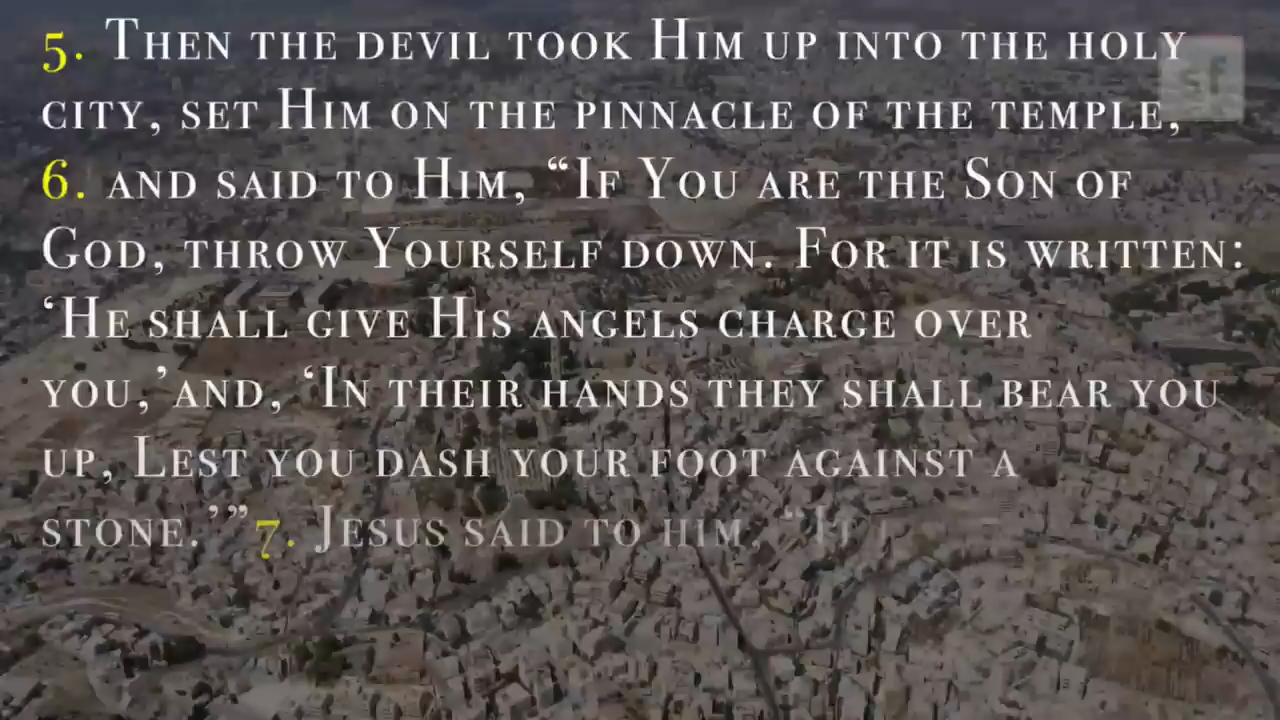 5. Then the devil took Him up into the holy
city, set Him on the pinnacle of the temple,
6. and said to Him, “If You are the Son of
God, throw Yourself down. For it is written:
‘He shall give His angels charge over
you,’and, ‘In their hands they shall bear you
up, Lest you dash your foot against a
stone.’”7. Jesus said to him, “It
sf